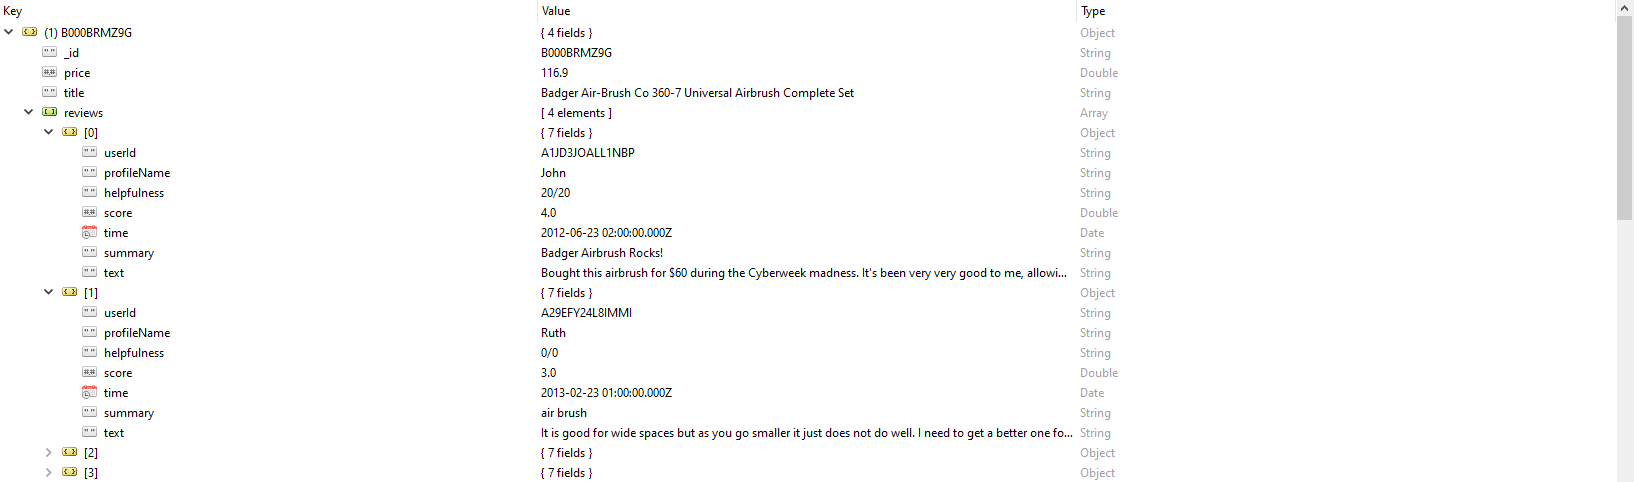 Key Value Type
(1) B000BRMZ9G { 4 fields } Object
_id B000BRMZ9G String
price 116.9 Double
title Badger Air-Brush Co 360-7 Universal Airbrush Complete Set String
reviews [ 4 elements ] Array
[0] { 7 fields } Object
userId A1JD3JOALL1NBP String
profileName John String
helpfulness 20/20 String
score 4.0 Double
time 2012-06-23 02:00:00.000Z Date
summary Badger Airbrush Rocks! String
text Bought this airbrush for $60 during the Cyberweek madness. It's been very very good to me, allowi... String
[1] { 7 fields } Object
userId A29EFY24L8IMMI String
profileName Ruth String
helpfulness 0/0 String
score 3.0 Double
time 2013-02-23 01:00:00.000Z Date
summary air brush String
text It is good for wide spaces but as you go smaller it just does not do well. I need to get a better one fo... String
[2] { 7 fields } Object
[3] { 7 fields } Object